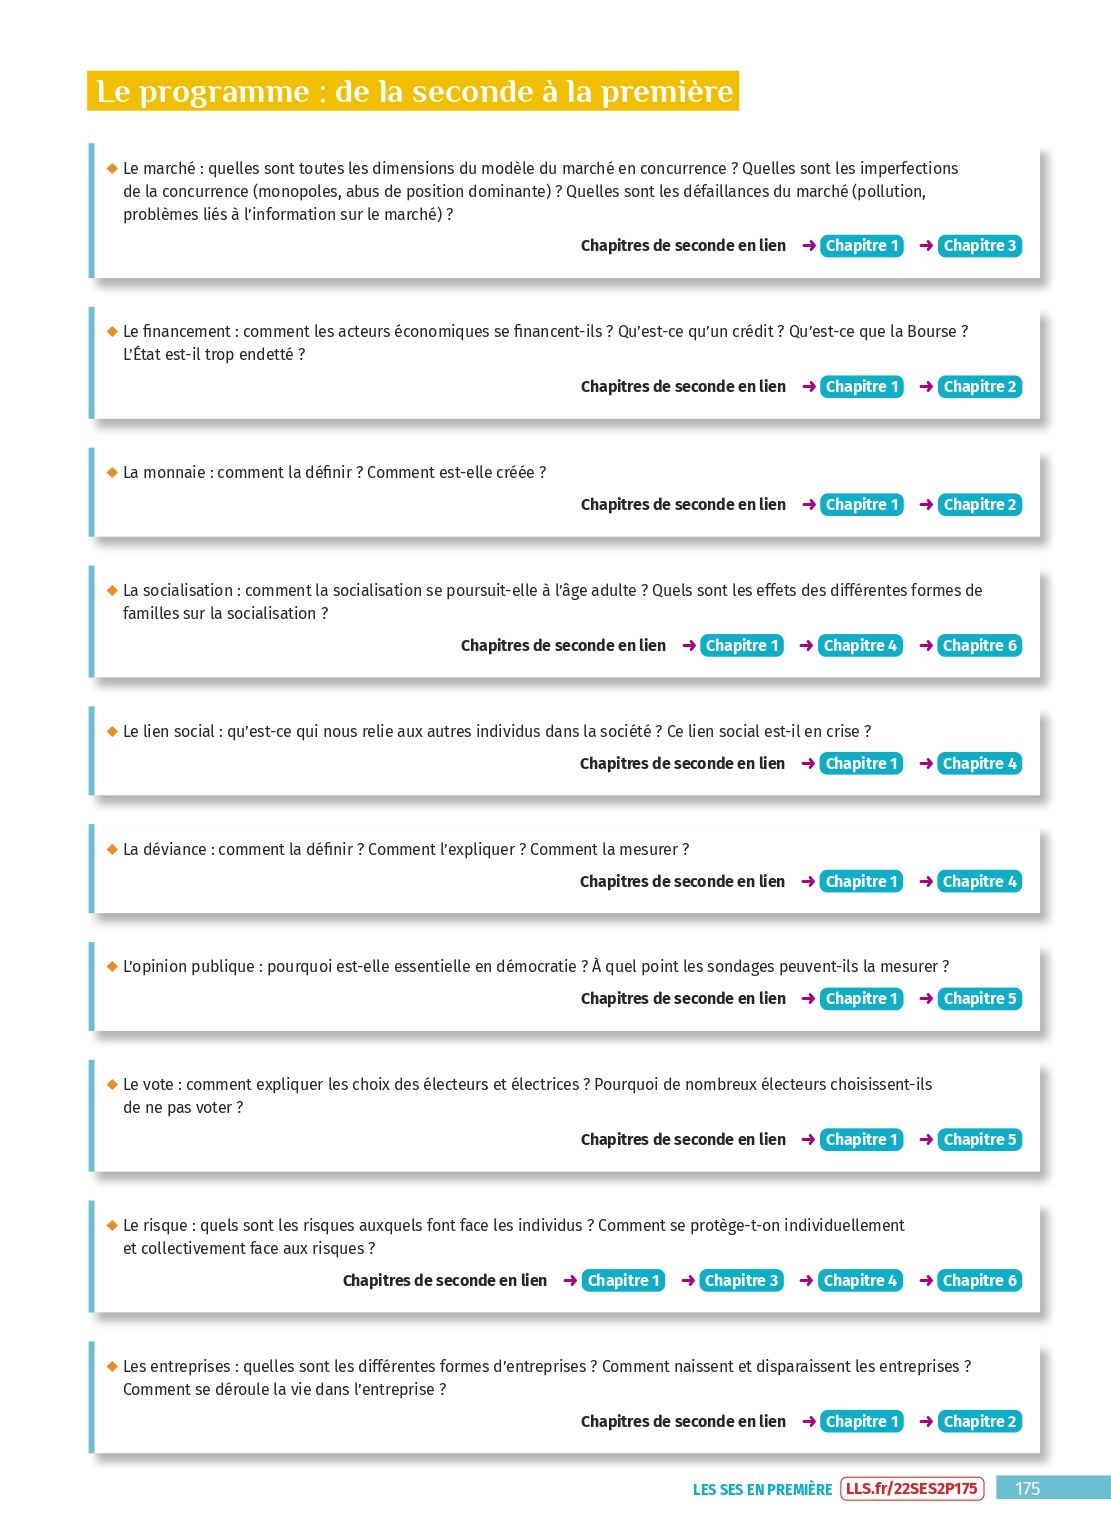 Le programme : de la seconde à la première
◆ Le marché : quelles sont toutes les dimensions du modèle du marché en concurrence ? Quelles sont les imperfections
de la concurrence (monopoles, abus de position dominante) ? Quelles sont les défaillances du marché (pollution,
problèmes liés à l’information sur le marché) ?
Chapitres de seconde en lien ➜ Chapitre 1 ➜ Chapitre 3
◆ Le financement : comment les acteurs économiques se financent-ils ? Qu’est-ce qu’un crédit ? Qu’est-ce que la Bourse ?
L’État est-il trop endetté ?
Chapitres de seconde en lien ➜ Chapitre 1 ➜ Chapitre 2
◆ La monnaie : comment la définir ? Comment est-elle créée ?
Chapitres de seconde en lien ➜ Chapitre 1 ➜ Chapitre 2
◆ La socialisation : comment la socialisation se poursuit-elle à l’âge adulte ? Quels sont les effets des différentes formes de
familles sur la socialisation ?
Chapitres de seconde en lien ➜ Chapitre 1 ➜ Chapitre 4 ➜ Chapitre 6
◆ Le lien social : qu’est-ce qui nous relie aux autres individus dans la société ? Ce lien social est-il en crise ?
Chapitres de seconde en lien ➜ Chapitre 1 ➜ Chapitre 4
◆ La déviance : comment la définir ? Comment l’expliquer ? Comment la mesurer ?
Chapitres de seconde en lien ➜ Chapitre 1 ➜ Chapitre 4
◆ L’opinion publique : pourquoi est-elle essentielle en démocratie ? À quel point les sondages peuvent-ils la mesurer ?
Chapitres de seconde en lien ➜ Chapitre 1 ➜ Chapitre 5
◆ Le vote : comment expliquer les choix des électeurs et électrices ? Pourquoi de nombreux électeurs choisissent-ils
de ne pas voter ?
Chapitres de seconde en lien ➜ Chapitre 1 ➜ Chapitre 5
◆ Le risque : quels sont les risques auxquels font face les individus ? Comment se protège-t-on individuellement
et collectivement face aux risques ?
Chapitres de seconde en lien ➜ Chapitre 1 ➜ Chapitre 3 ➜ Chapitre 4 ➜ Chapitre 6
◆ Les entreprises : quelles sont les différentes formes d’entreprises ? Comment naissent et disparaissent les entreprises ?
Comment se déroule la vie dans l’entreprise ?
Chapitres de seconde en lien ➜ Chapitre 1 ➜ Chapitre 2
LES SES EN PREMIÈRE LLS.fr/22SES2P175 175